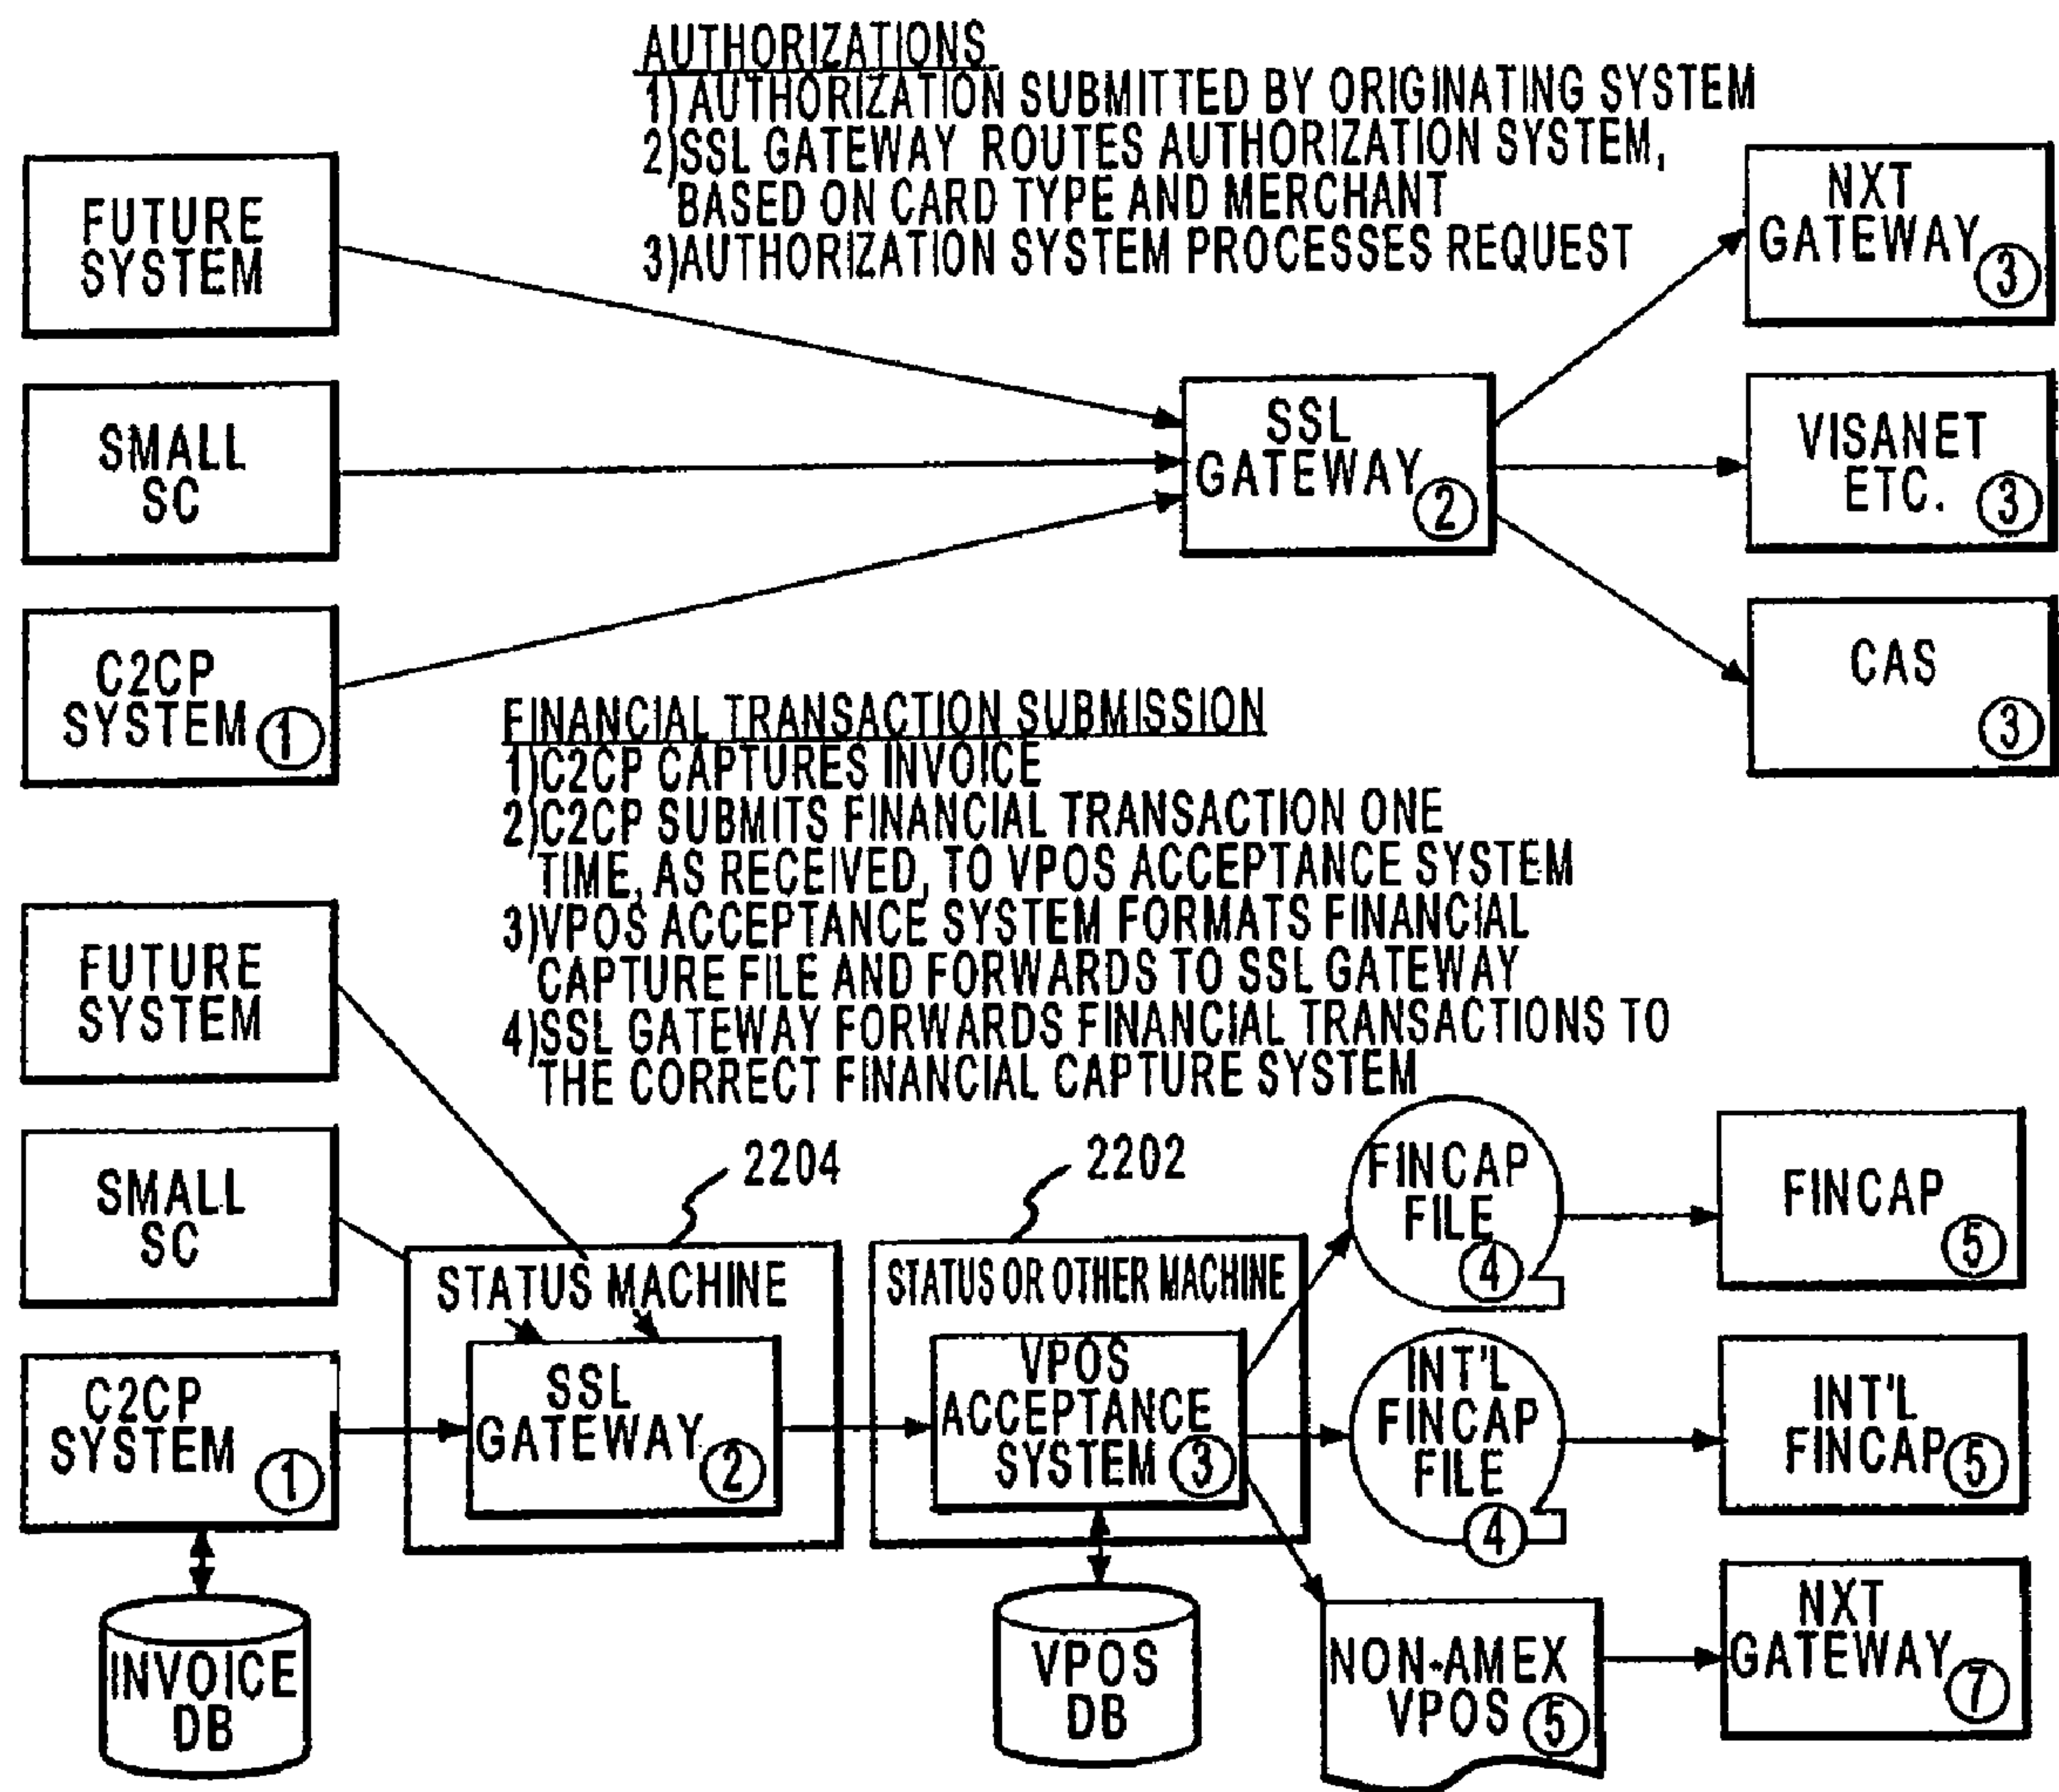 AUTHORIZATIONS
1) AUTHORIZATION SUBMITTED BY ORIGINATING SYSTEM
2)SSL GATEWAY ROUTES AUTHORIZATION SYSTEM,
BASED ON CARD TYPE AND MERCHANT
3)AUTHORIZATION SYSTEM PROCESSES REQUEST
FUTURE
SYSTEM
SMALL
SC
C2CP
SYSTEM 1
SSL
GATEWAY 2
NXT
GATEWAY 3
VISANET
ETC. 3
CAS
3
FINANCIAL TRANSACTION SUBMISSION
1)C2CP CAPTURES INVOICE
2)C2CP SUBMITS FINANCIAL TRANSACTION ONE
TIME, AS RECEIVED, TO VPOS ACCEPTANCE SYSTEM
3)VPOS ACCEPTANCE SYSTEM FORMATS FINANCIAL
CAPTURE FILE AND FORWARDS TO SSL GATEWAY
4)SSL GATEWAY FORWARDS FINANCIAL TRANSACTIONS TO
THE CORRECT FINANCIAL CAPTURE SYSTEM
FUTURE
SYSTEM
SMALL
SC
C2CP
SYSTEM 1
INVOICE
DB
2204
STATUS MACHINE
SSL
GATEWAY 2
2202
STATUS OR OTHER MACHINE
VPOS
ACCEPTANCE
SYSTEM 3
VPOS
DB
FINCAP
FILE
4
INT'L
FINCAP
FILE
4
NON-AMEX
VPOS 5
FINCAP
5
INT'L
FINCAP 5
NXT
GATEWAY
7